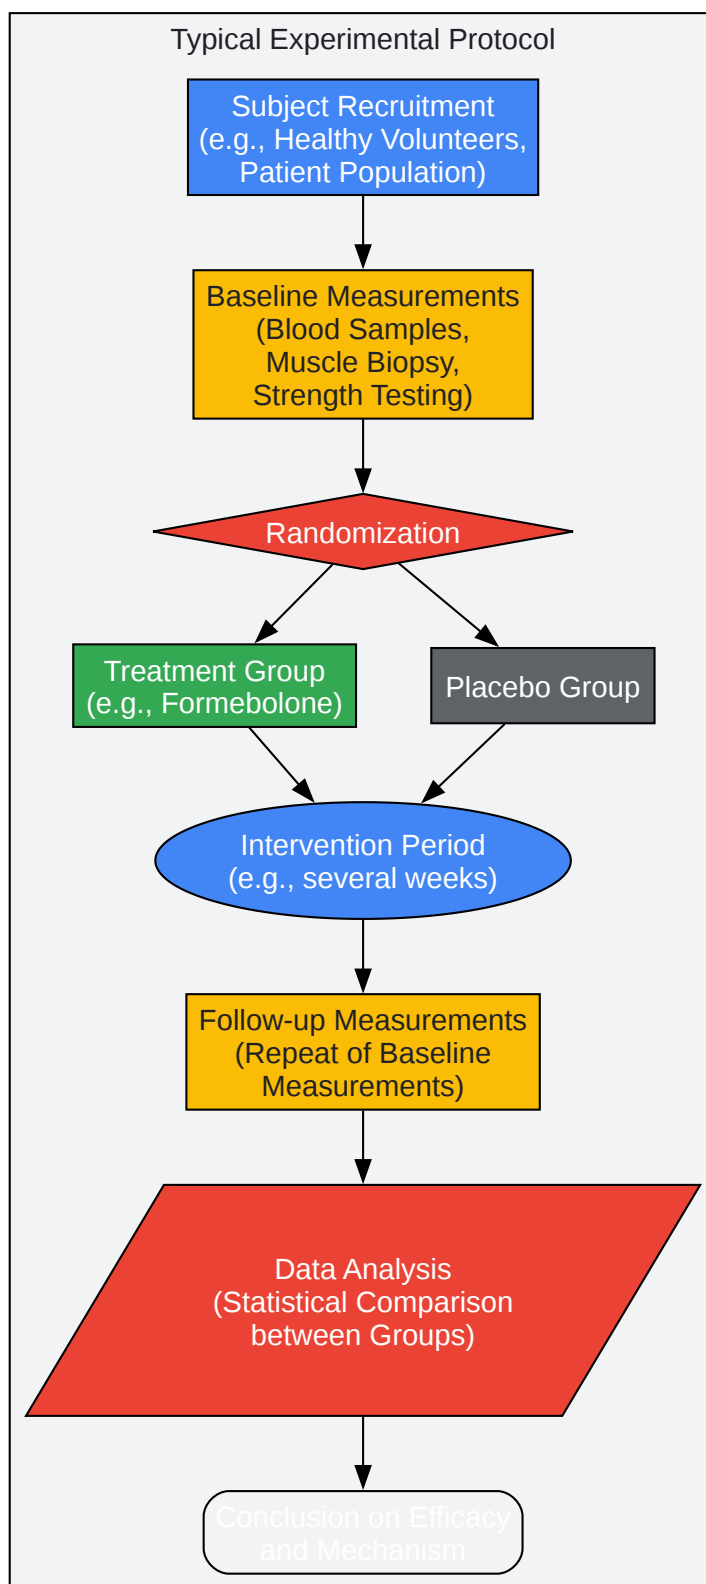 Typical Experimental Protocol
Subject Recruitment
(e.g., Healthy Volunteers,
Patient Population)
Baseline Measurements
(Blood Samples,
Muscle Biopsy,
Strength Testing)
Randomization
Treatment Group
(e.g., Formebolone)
Placebo Group
Intervention Period
(e.g., several weeks)
Follow-up Measurements
(Repeat of Baseline
Measurements)
Data Analysis
(Statistical Comparison
between Groups)
Conclusion on Efficacy
and Mechanism